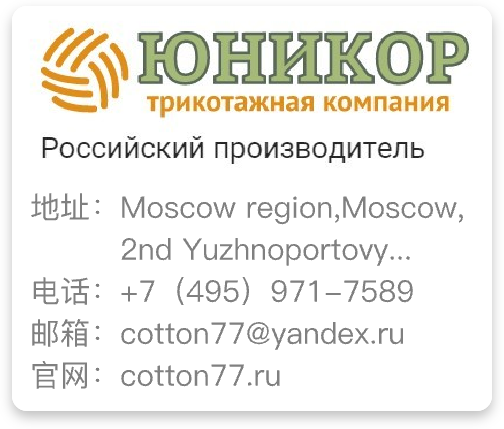 ЮНИКОР
трикотажная компания
Российский производитель
地址：Moscow region,Moscow,
2nd Yuzhnoportovy...
电话：+7（495）971-7589
邮箱：cotton77@yandex.ru
官网：cotton77.ru